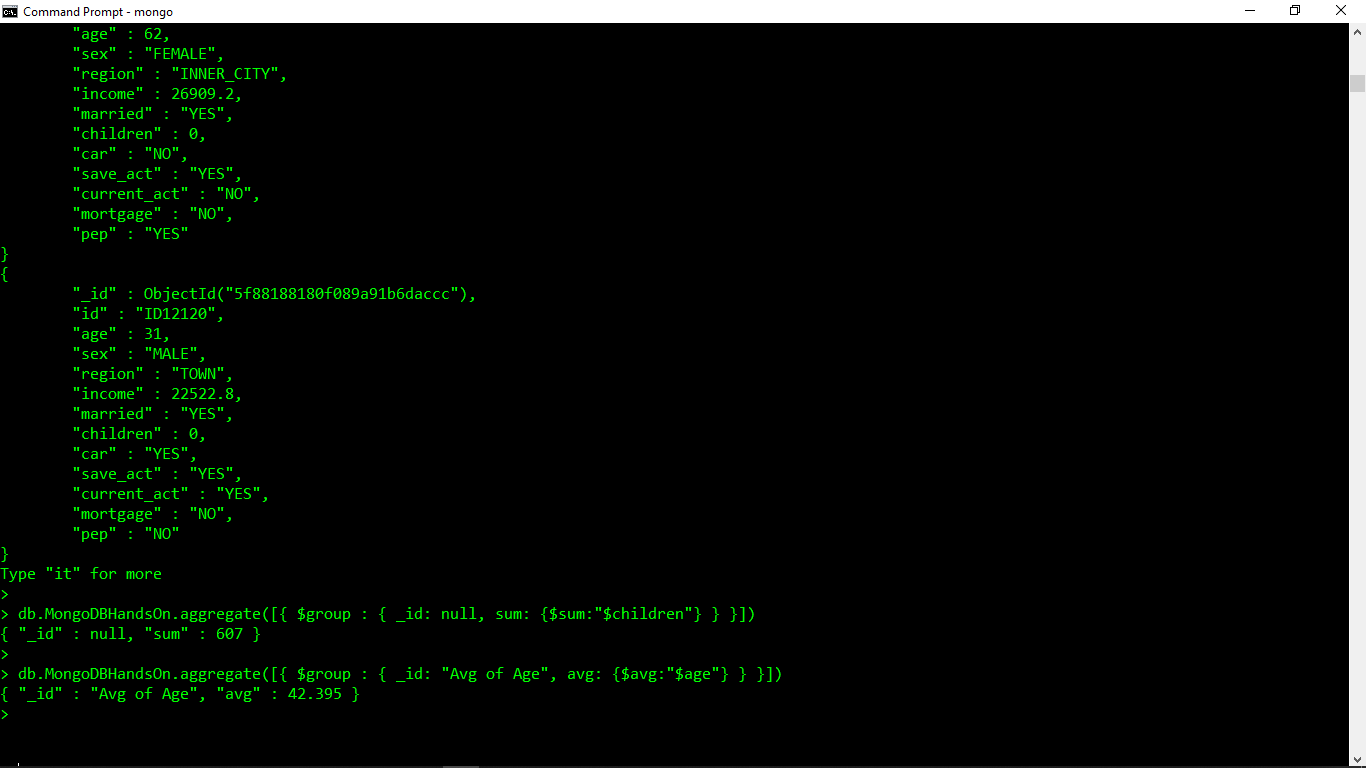 Command Prompt - mongo
"age" : 62,
"sex" : "FEMALE",
"region" : "INNER_CITY",
"income" : 26909.2,
"married" : "YES",
"children" : 0,
"car" : "NO",
"save_act" : "YES",
"current_act" : "NO",
"mortgage" : "NO",
"pep" : "YES"
}
{
"_id" : ObjectId("5f88188180f089a91b6daccc"),
"id" : "ID12120",
"age" : 31,
"sex" : "MALE",
"region" : "TOWN",
"income" : 22522.8,
"married" : "YES",
"children" : 0,
"car" : "YES",
"save_act" : "YES",
"current_act" : "YES",
"mortgage" : "NO",
"pep" : "NO"
}
Type "it" for more
>
> db.MongoDBHandsOn.aggregate([{ $group : { _id: null, sum: {$sum:"$children"} } }])
{ "_id" : null, "sum" : 607 }
>
> db.MongoDBHandsOn.aggregate([{ $group : { _id: "Avg of Age", avg: {$avg:"$age"} } }])
{ "_id" : "Avg of Age", "avg" : 42.395 }
>